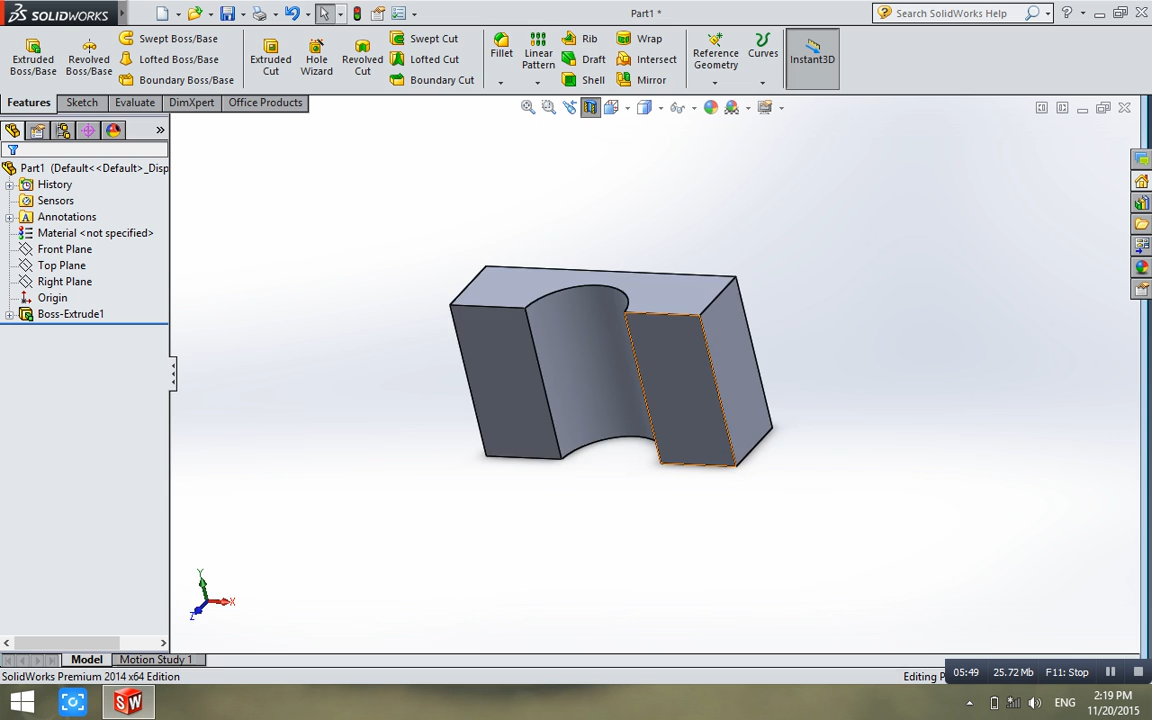 SOLIDWORKS
Part1 *
Search SolidWorks Help
Extruded Boss/Base
Revolved Boss/Base
Swept Boss/Base
Lofted Boss/Base
Boundary Boss/Base
Extruded Cut
Hole Wizard
Revolved Cut
Swept Cut
Lofted Cut
Boundary Cut
Fillet
Linear Pattern
Rib
Draft
Shell
Wrap
Intersect
Mirror
Reference Geometry
Curves
Instant3D
Features
Sketch
Evaluate
DimXpert
Office Products
Part1 (Default<<Default>_Disp
History
Sensors
Annotations
Material <not specified>
Front Plane
Top Plane
Right Plane
Origin
Boss-Extrude1
Y
X
Z
Model
Motion Study 1
SolidWorks Premium 2014 x64 Edition
Editing
05:49
25.72 Mb
F11: Stop
SW
ENG
2:19 PM
11/20/2015